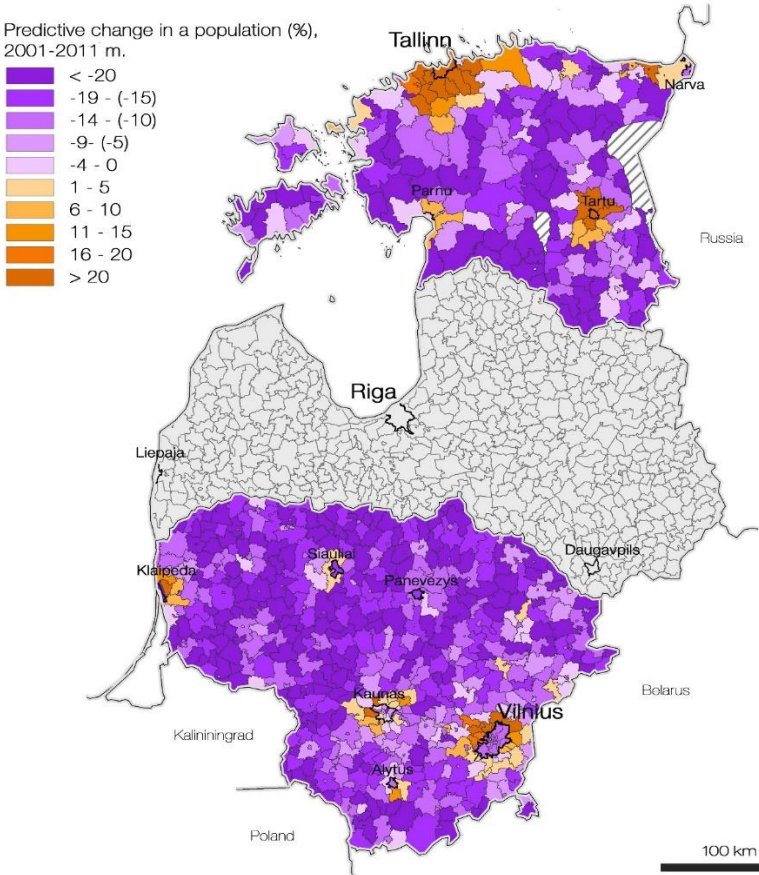 Predictive change in a population (%),
2001-2011 m.
< -20
-19 - (-15)
-14 - (-10)
-9- (-5)
-4 - 0
1 - 5
6 - 10
11 - 15
16 - 20
> 20
Tallinn
Narva
Parnu
Tartu
Russia
Riga
Liepaja
Daugavpils
Siauliai
Klaipeda
Panevezys
Belarus
Kaunas
Vilnius
Kalininingrad
Alytus
Poland
100 km